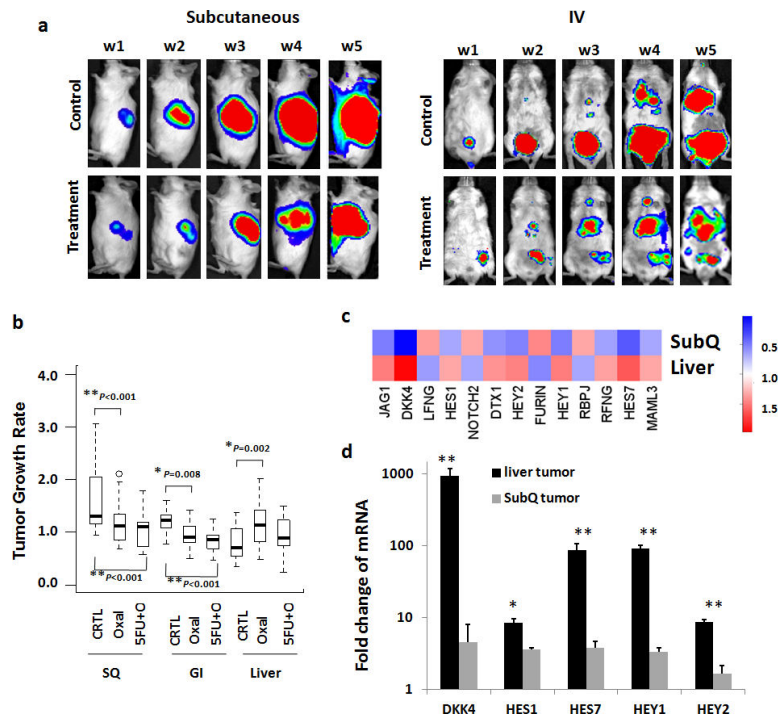 a
Subcutaneous
IV
w1 w2 w3 w4 w5
w1 w2 w3 w4 w5
Control
Control
Treatment
Treatment
b
Tumor Growth Rate
4.0
3.0
2.0
1.0
0.0
**P<0.001
*P=0.008
*P=0.002
**P<0.001
**P<0.001
CRTL Oxal 5FU+O CRTL Oxal 5FU+O CRTL Oxal 5FU+O
SQ GI Liver
c
SubQ
Liver
JAG1 DKK4 LFNG HES1 NOTCH2 DTX1 HEY2 FURIN HEY1 RBPJ RFNG HES7 MAML3
0.5
1.0
1.5
d
Fold change of mRNA
1000
100
10
1
liver tumor
SubQ tumor
** * ** ** **
DKK4 HES1 HES7 HEY1 HEY2